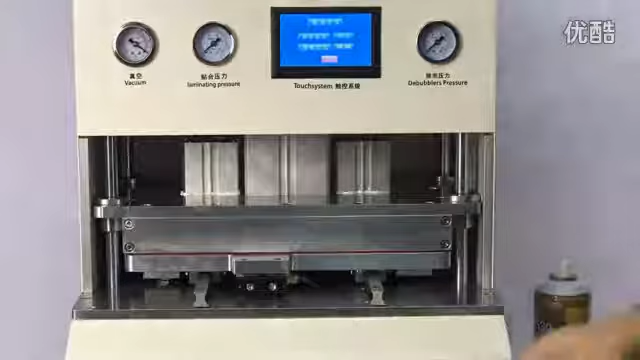 优酷
真空
Vacuum
贴合压力
laminating pressure
Touchsystem 触控系统
除泡压力
Debubblers Pressure